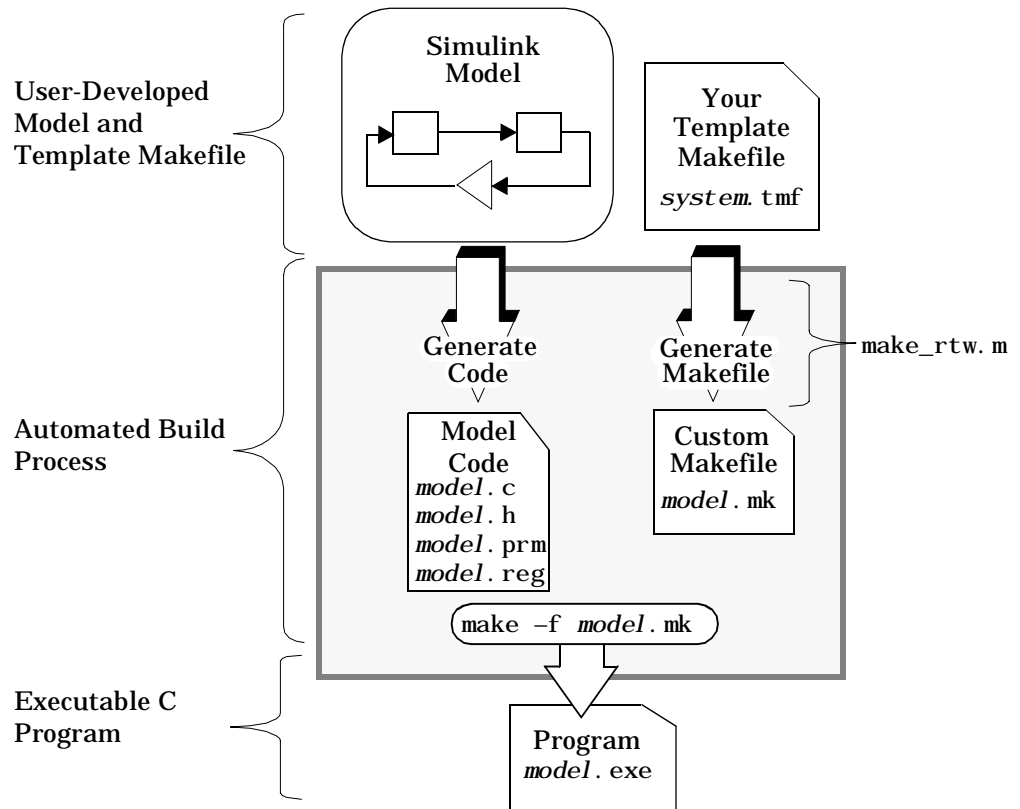 User-Developed
Model and
Template Makefile
Simulink
Model
Your
Template
Makefile
system.tmf
Automated Build
Process
Generate
Code
Generate
Makefile
make_rtw.m
Model
Code
model.c
model.h
model.prm
model.reg
Custom
Makefile
model.mk
make –f model.mk
Executable C
Program
Program
model.exe